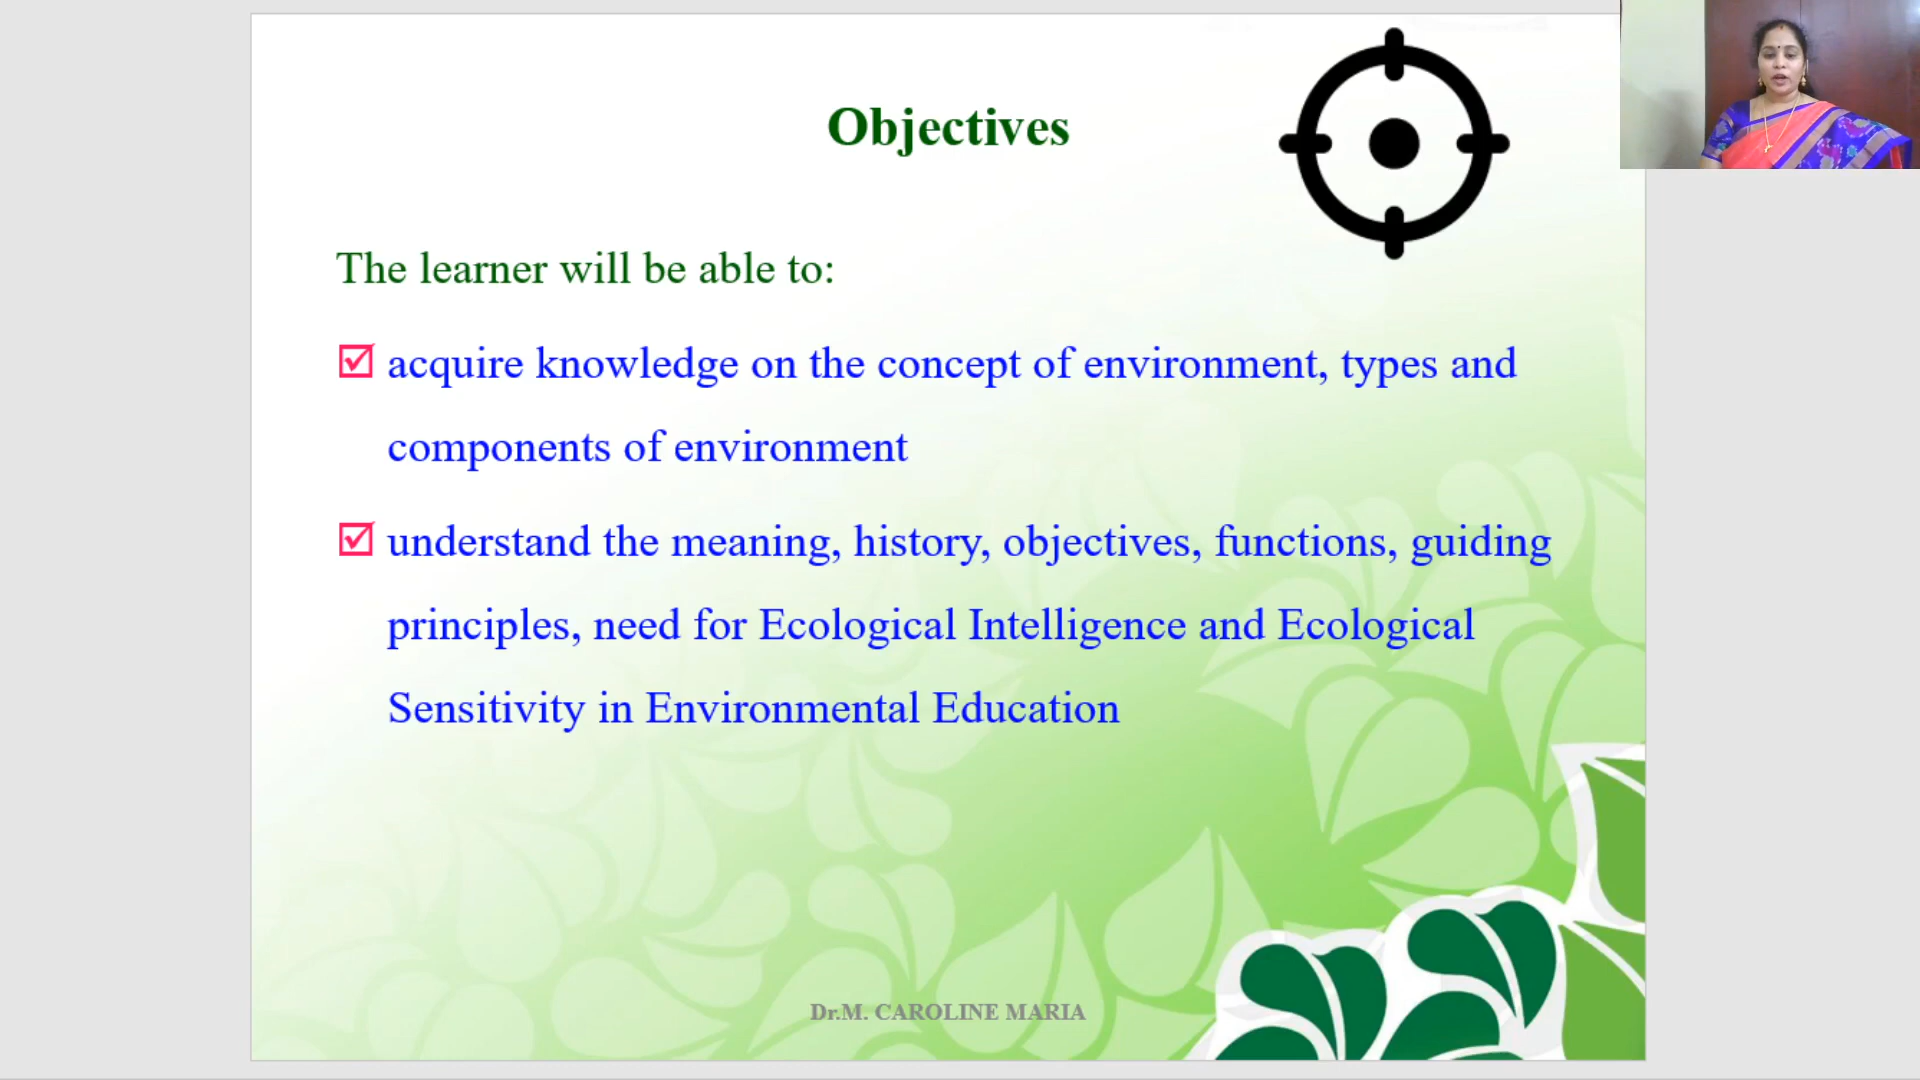 Objectives
The learner will be able to:
acquire knowledge on the concept of environment, types and
components of environment
understand the meaning, history, objectives, functions, guiding
principles, need for Ecological Intelligence and Ecological
Sensitivity in Environmental Education
Dr.M. CAROLINE MARIA